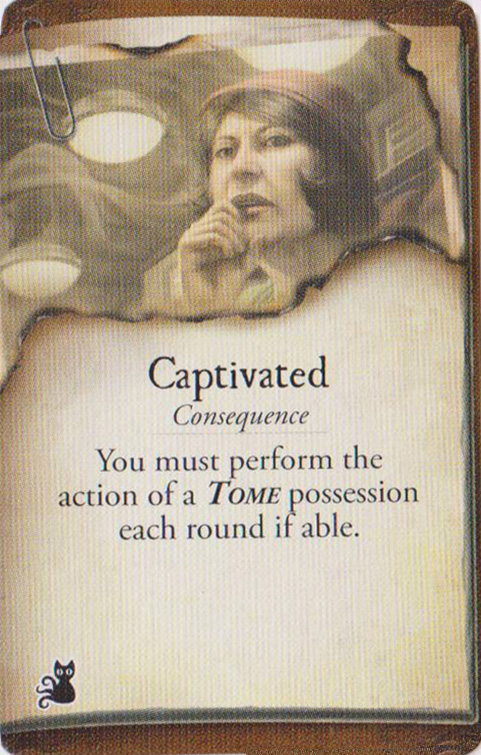 Captivated
Consequence
You must perform the
action of a TOME possession
each round if able.